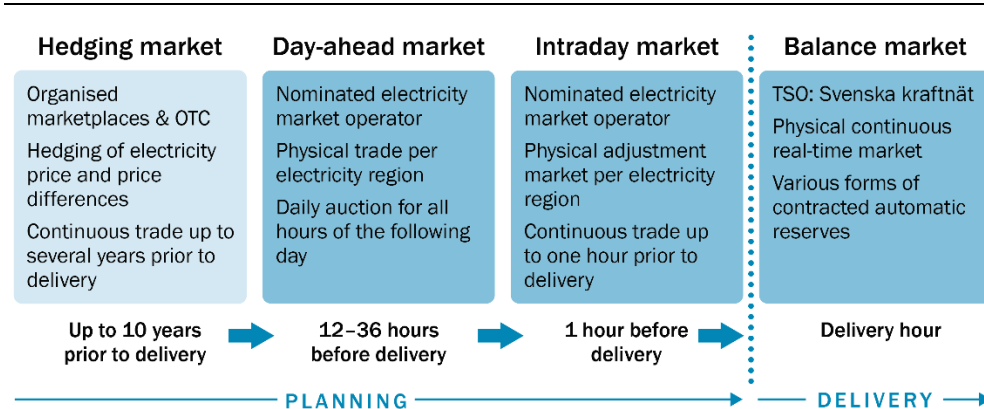 Hedging market
Organised
marketplaces & OTC
Hedging of electricity
price and price
differences
Continuous trade up to
several years prior to
delivery
Up to 10 years
prior to delivery
Day-ahead market
Nominated electricity
market operator
Physical trade per
electricity region
Daily auction for all
hours of the following
day
12–36 hours
before delivery
Intraday market
Nominated electricity
market operator
Physical adjustment
market per electricity
region
Continuous trade up
to one hour prior to
delivery
1 hour before
delivery
Balance market
TSO: Svenska kraftnät
Physical continuous
real-time market
Various forms of
contracted automatic
reserves
Delivery hour
PLANNING
DELIVERY